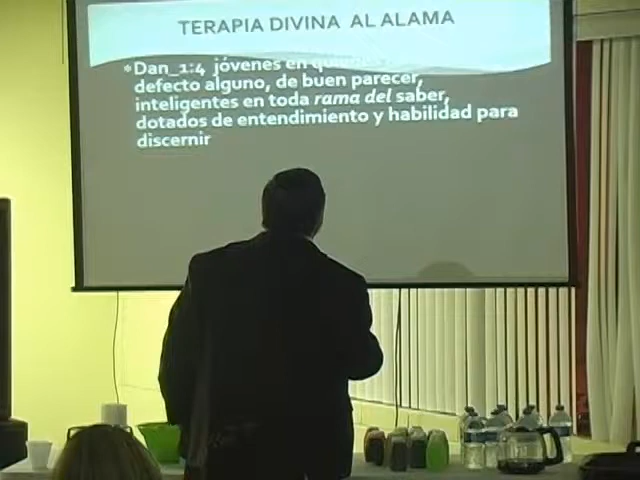 TERAPIA DIVINA AL ALAMA
*Dan_1:4 jóvenes en
defecto alguno, de buen parecer,
inteligentes en toda rama del saber,
dotados de entendimiento y habilidad para
discernir